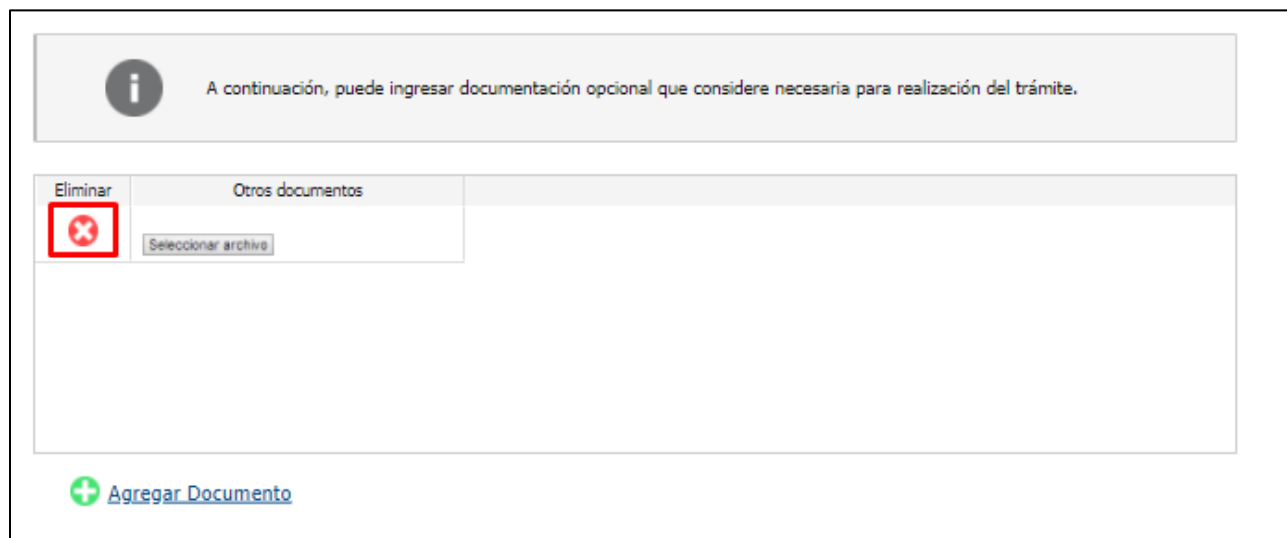 A continuación, puede ingresar documentación opcional que considere necesaria para realización del trámite.
Eliminar Otros documentos
Seleccionar archivo
Agregar Documento